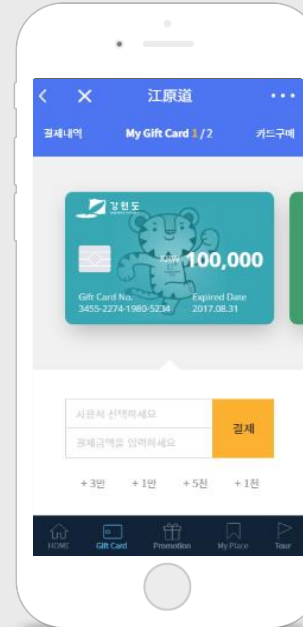 江原道
결제내역 My Gift Card 1/2 카드구매
강원도
KRW 100,000
Gift Card No. Expired Date
3455-2274-1980-5234 2017.08.31
사용처 선택하세요
결제금액을 입력하세요
결제
+ 3만 + 1만 + 5천 + 1천
HOME Gift Card Promotion My Place Tour